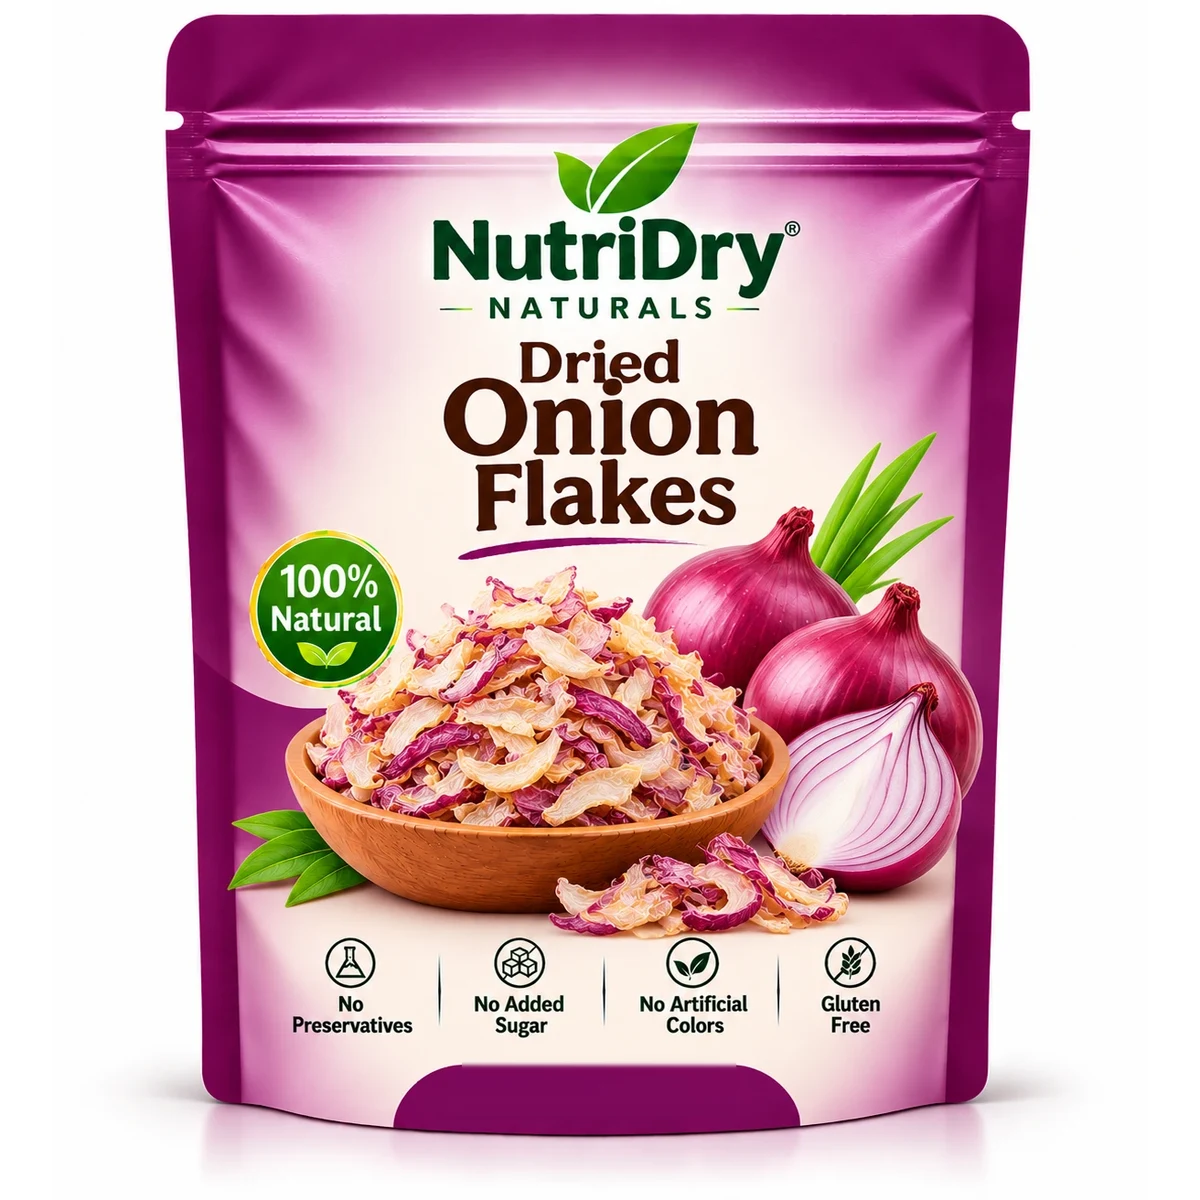 NutriDry®
NATURALS
Dried
Onion
Flakes
100%
Natural
No
Preservatives
No Added
Sugar
No Artificial
Colors
Gluten
Free